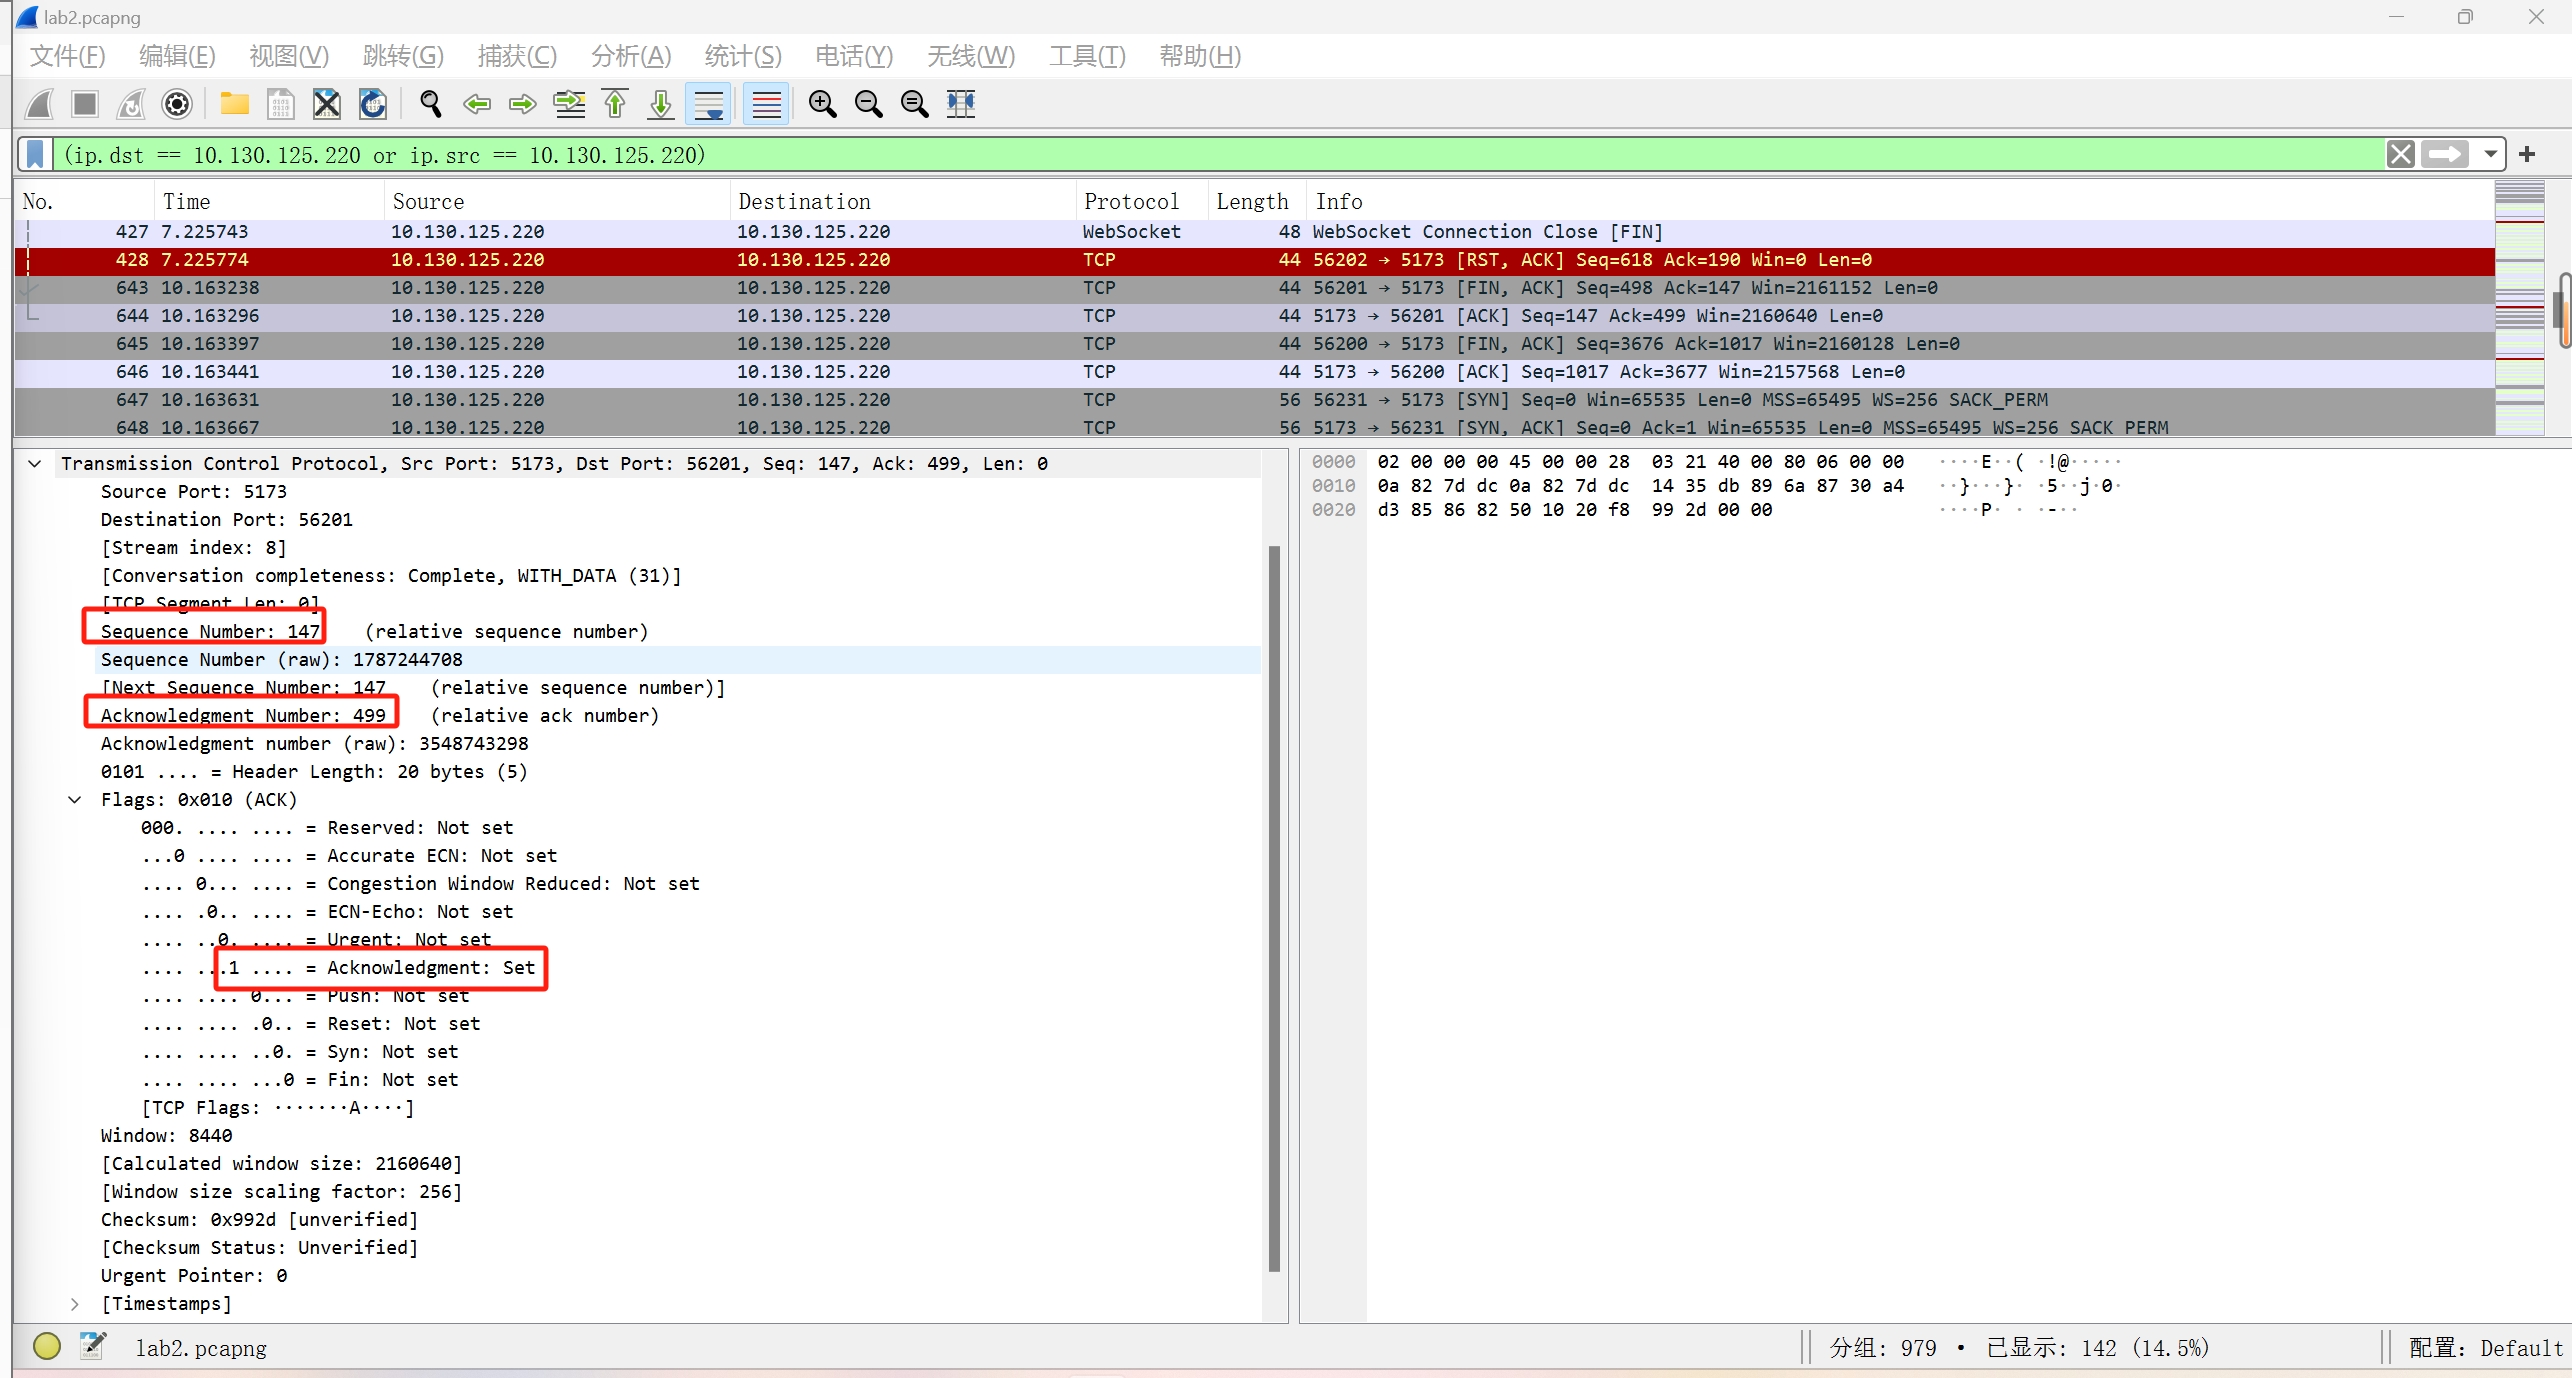 lab2.pcapng
文件(F) 编辑(E) 视图(V) 跳转(G) 捕获(C) 分析(A) 统计(S) 电话(Y) 无线(W) 工具(T) 帮助(H)
(ip.dst == 10.130.125.220 or ip.src == 10.130.125.220)
No. Time Source Destination Protocol Length Info
427 7.225743 10.130.125.220 10.130.125.220 WebSocket 48 WebSocket Connection Close [FIN]
428 7.225774 10.130.125.220 10.130.125.220 TCP 44 56202 → 5173 [RST, ACK] Seq=618 Ack=190 Win=0 Len=0
643 10.163238 10.130.125.220 10.130.125.220 TCP 44 56201 → 5173 [FIN, ACK] Seq=498 Ack=147 Win=2161152 Len=0
644 10.163296 10.130.125.220 10.130.125.220 TCP 44 5173 → 56201 [ACK] Seq=147 Ack=499 Win=2160640 Len=0
645 10.163397 10.130.125.220 10.130.125.220 TCP 44 56200 → 5173 [FIN, ACK] Seq=3676 Ack=1017 Win=2160128 Len=0
646 10.163441 10.130.125.220 10.130.125.220 TCP 44 5173 → 56200 [ACK] Seq=1017 Ack=3677 Win=2157568 Len=0
647 10.163631 10.130.125.220 10.130.125.220 TCP 56 56231 → 5173 [SYN] Seq=0 Win=65535 Len=0 MSS=65495 WS=256 SACK_PERM
648 10.163667 10.130.125.220 10.130.125.220 TCP 56 5173 → 56231 [SYN, ACK] Seq=0 Ack=1 Win=65535 Len=0 MSS=65495 WS=256 SACK_PERM
Transmission Control Protocol, Src Port: 5173, Dst Port: 56201, Seq: 147, Ack: 499, Len: 0
Source Port: 5173
Destination Port: 56201
[Stream index: 8]
[Conversation completeness: Complete, WITH_DATA (31)]
[TCP Segment Len: 0]
Sequence Number: 147 (relative sequence number)
Sequence Number (raw): 1787244708
[Next Sequence Number: 147 (relative sequence number)]
Acknowledgment Number: 499 (relative ack number)
Acknowledgment number (raw): 3548743298
0101 .... = Header Length: 20 bytes (5)
Flags: 0x010 (ACK)
000. .... .... = Reserved: Not set
...0 .... .... = Accurate ECN: Not set
.... 0... .... = Congestion Window Reduced: Not set
.... .0.. .... = ECN-Echo: Not set
.... ..0. .... = Urgent: Not set
.... ...1 .... = Acknowledgment: Set
.... .... 0... = Push: Not set
.... .... .0.. = Reset: Not set
.... .... ..0. = Syn: Not set
.... .... ...0 = Fin: Not set
[TCP Flags: ·······A····]
Window: 8440
[Calculated window size: 2160640]
[Window size scaling factor: 256]
Checksum: 0x992d [unverified]
[Checksum Status: Unverified]
Urgent Pointer: 0
[Timestamps]
0000 02 00 00 00 45 00 00 28 03 21 40 00 80 06 00 00 ····E··( ·!@·····
0010 0a 82 7d dc 0a 82 7d dc 14 35 db 89 6a 87 30 a4 ··}···}· ·5··j·0·
0020 d3 85 86 82 50 10 20 f8 99 2d 00 00 ····P· · ·-··
lab2.pcapng 分组: 979 · 已显示: 142 (14.5%) 配置: Default